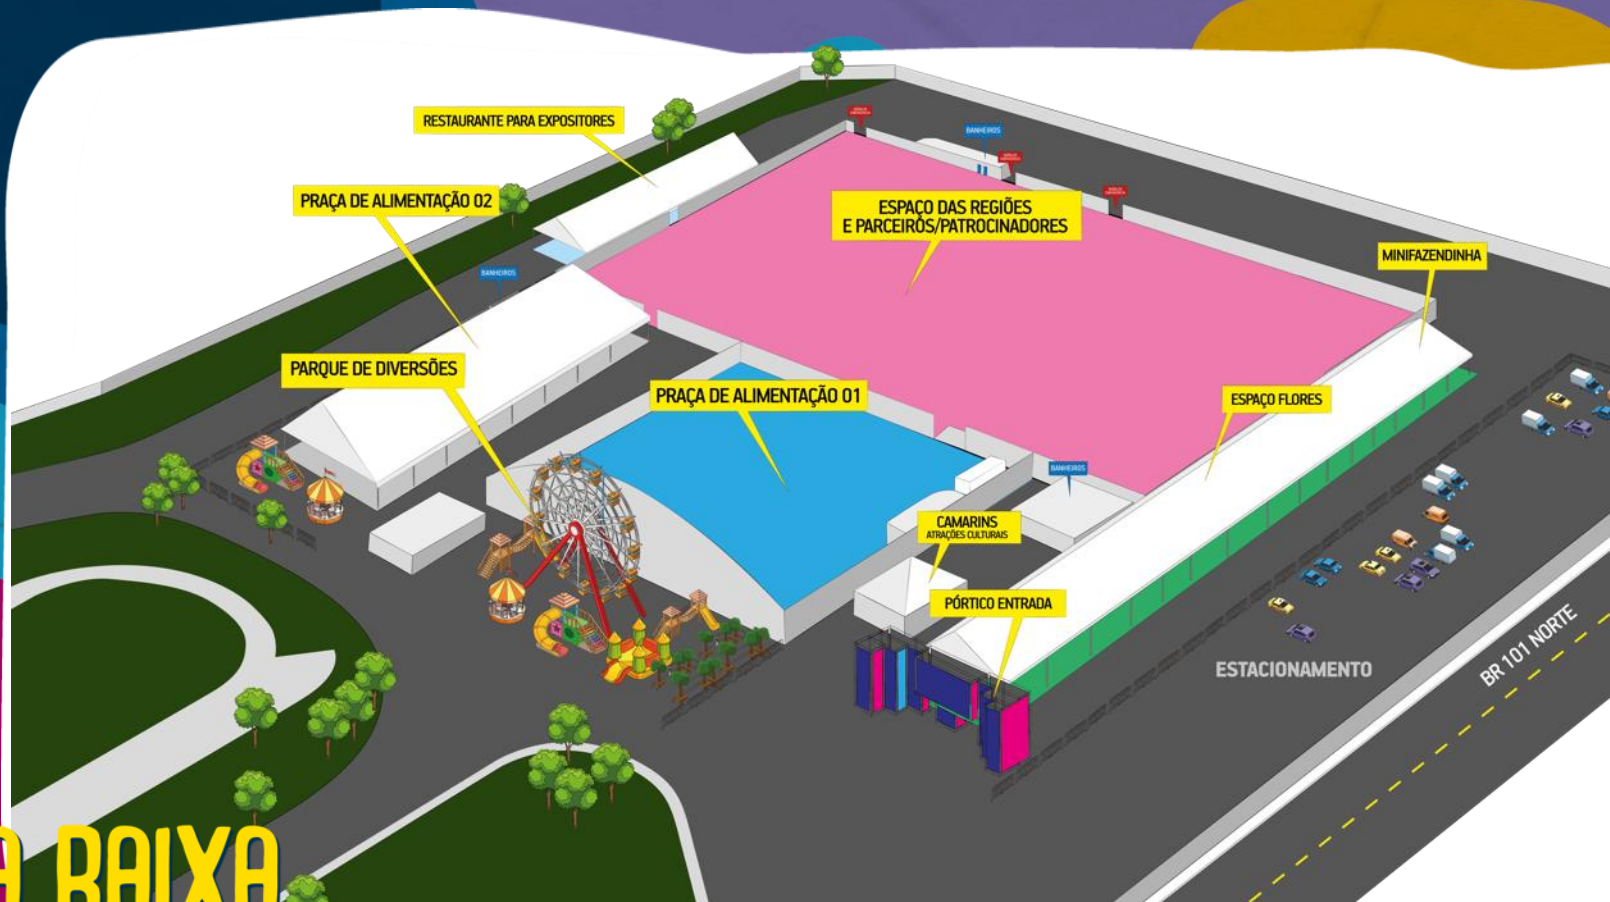 RESTAURANTE PARA EXPOSITORES
BANHEIROS
PRAÇA DE ALIMENTAÇÃO 02
ESPAÇO DAS REGIÕES
E PARCEIROS/PATROCINADORES
MINIFAZENDINHA
BANHEIROS
PARQUE DE DIVERSÕES
PRAÇA DE ALIMENTAÇÃO 01
ESPAÇO FLORES
BANHEIROS
CAMARINS
ATRAÇÕES CULTURAIS
PÓRTICO ENTRADA
ESTACIONAMENTO
BR 101 NORTE
A BAIXA